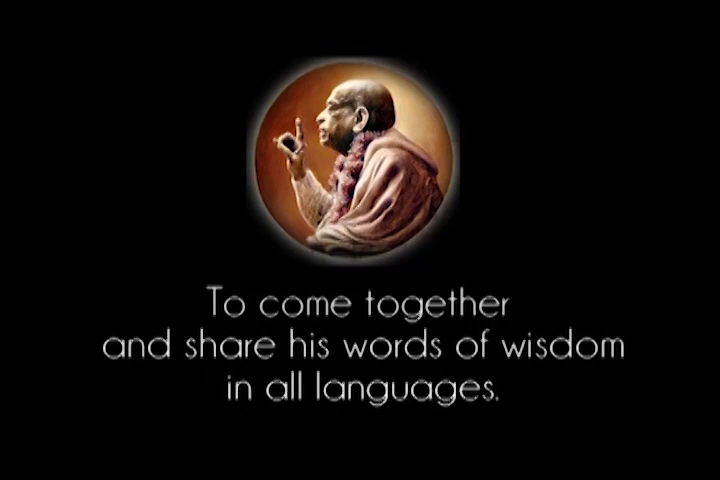 To come together
and share his words of wisdom
in all languages.